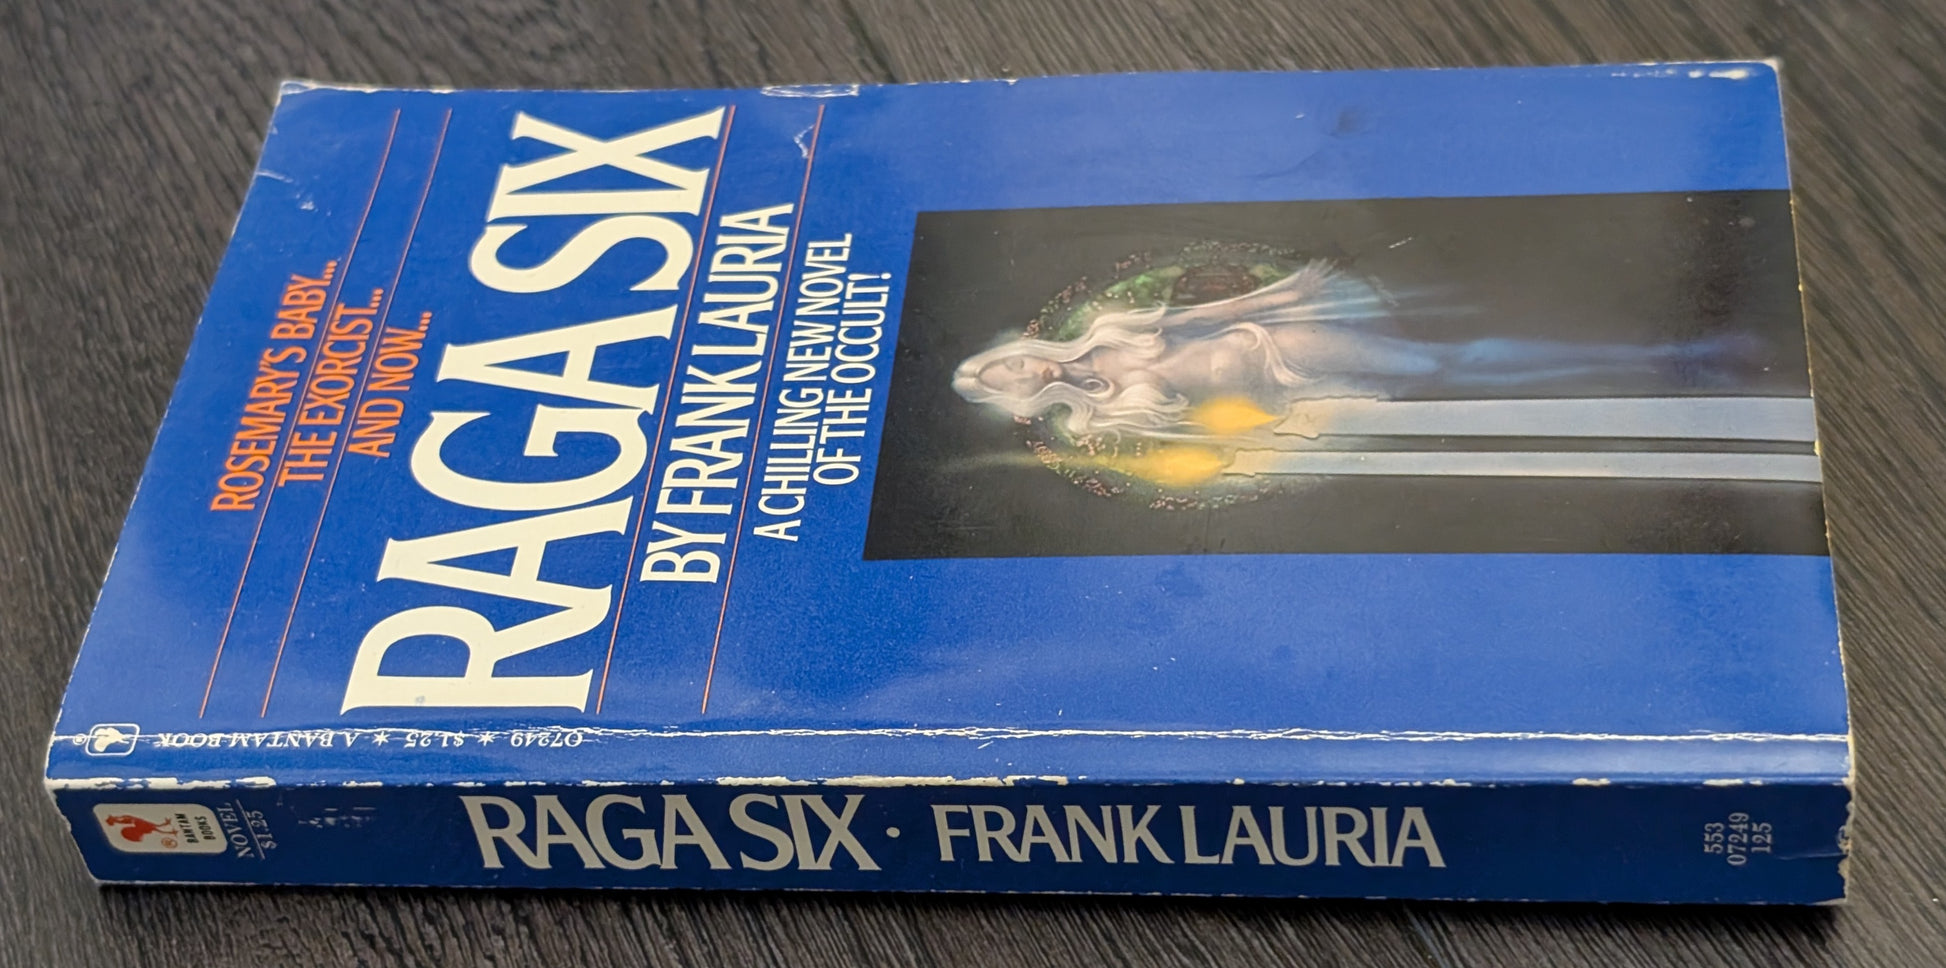 ROSEMARY'S BABY...
THE EXORCIST...
AND NOW...
RAGA SIX
BY FRANK LAURIA
A CHILLING NEW NOVEL
OF THE OCCULT!
07249 * $1.25 * A BANTAM BOOK
®
®
BANTAM
BOOKS
NOVEL
$1.25
RAGA SIX · FRANK LAURIA
553
07249
125